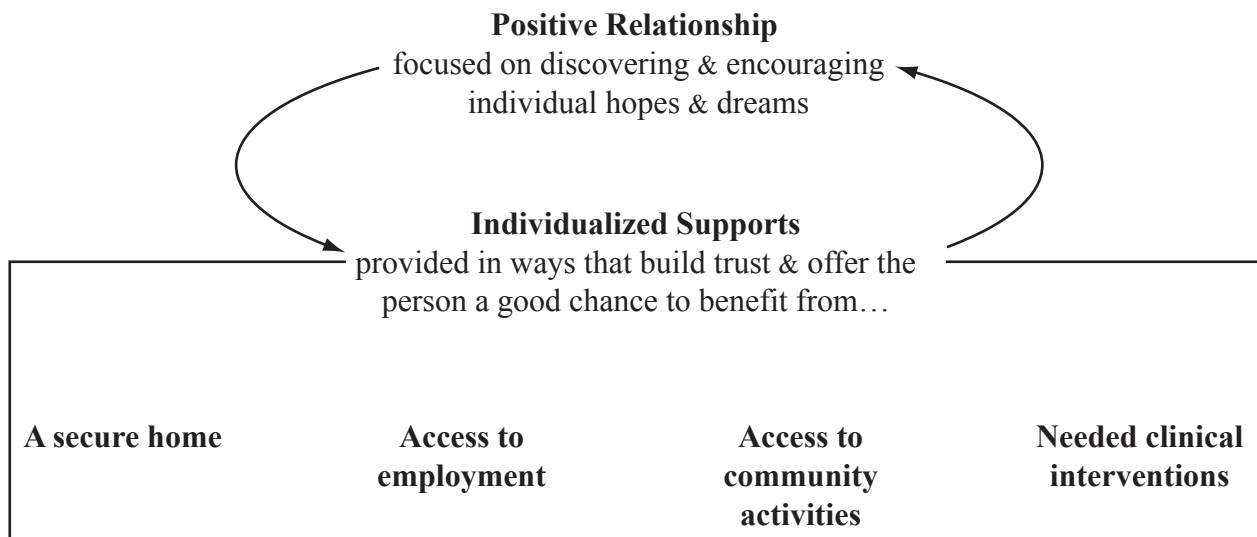 Positive Relationship
focused on discovering & encouraging
individual hopes & dreams
Individualized Supports
provided in ways that build trust & offer the
person a good chance to benefit from…
A secure home
Access to
employment
Access to
community
activities
Needed clinical
interventions